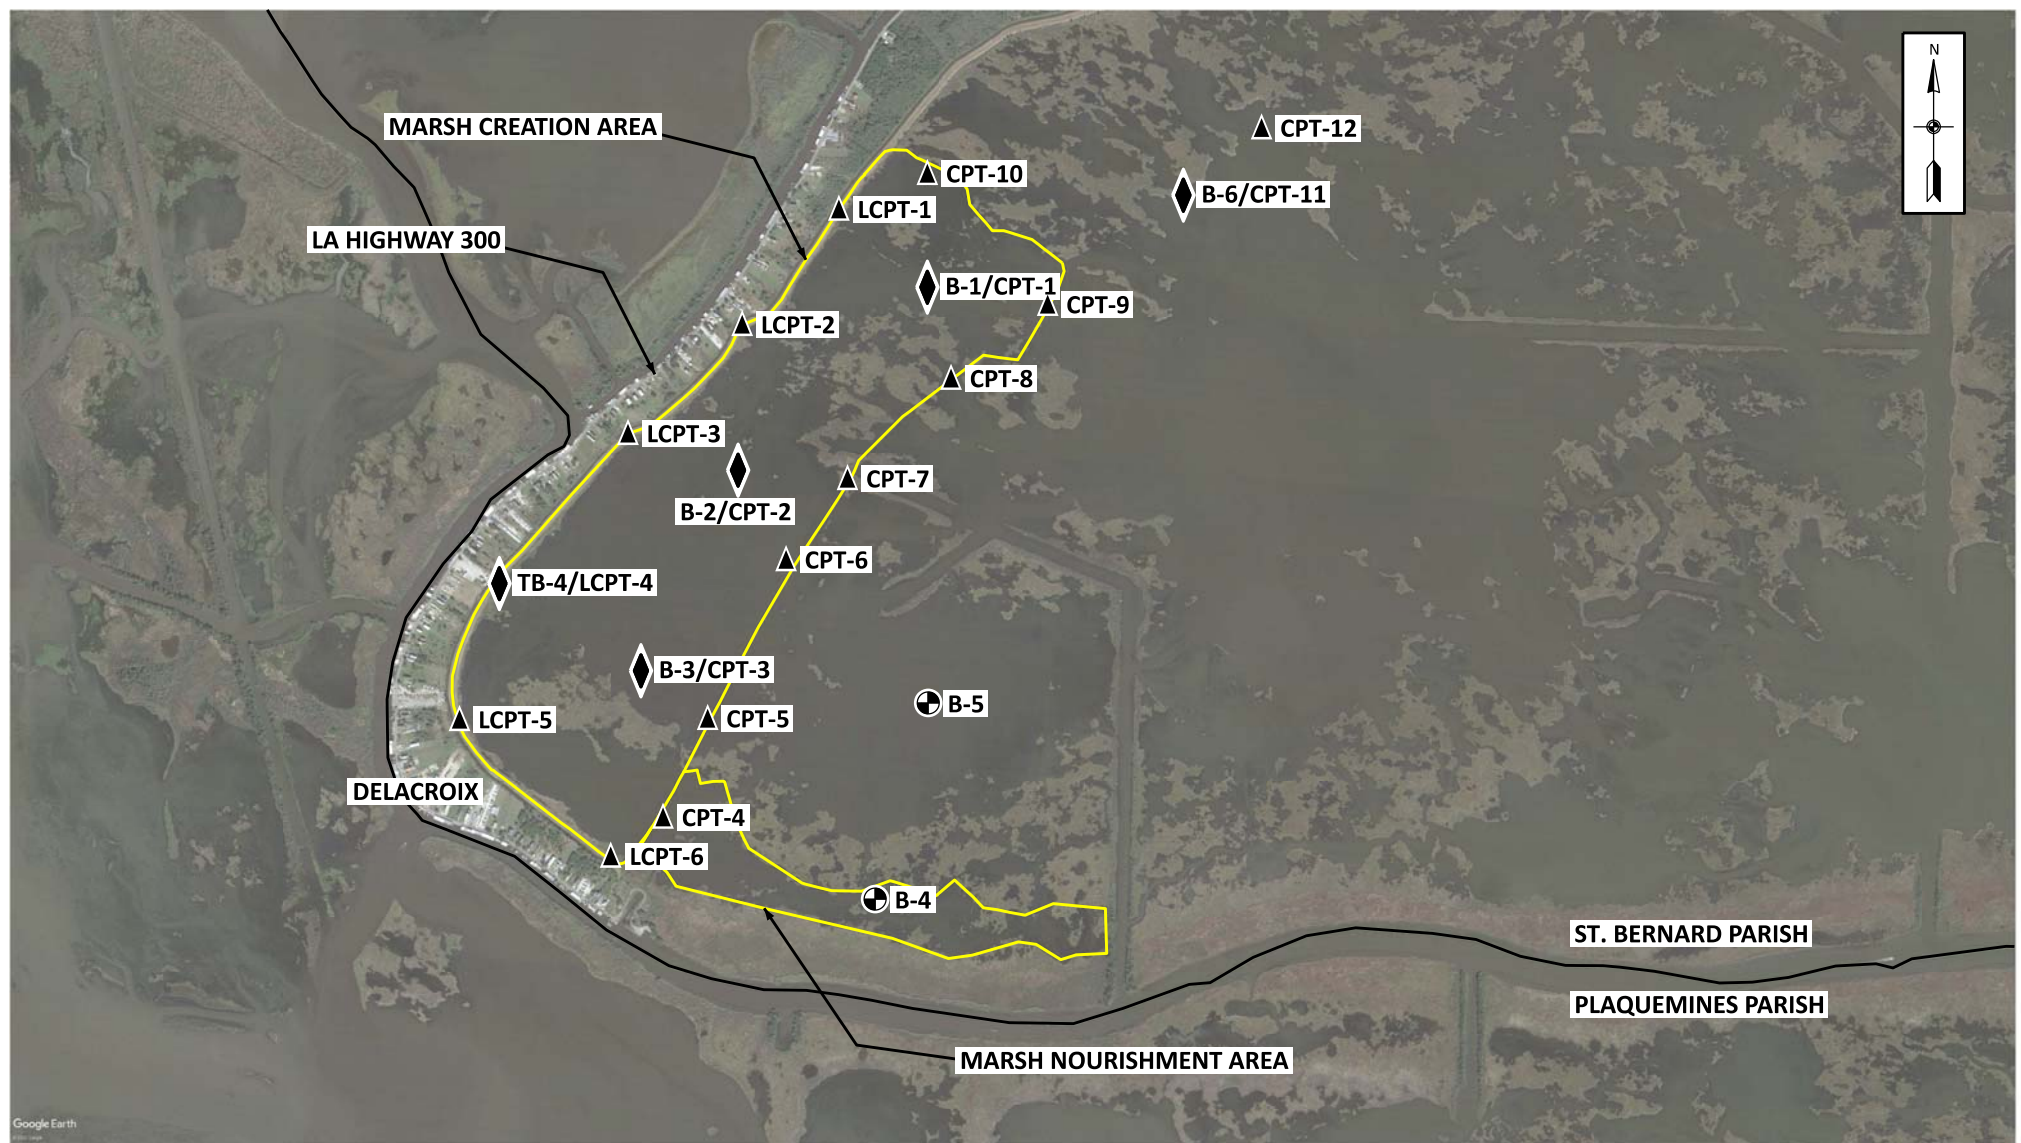 N
MARSH CREATION AREA
CPT-12
CPT-10
B-6/CPT-11
LCPT-1
LA HIGHWAY 300
B-1/CPT-1
CPT-9
LCPT-2
CPT-8
LCPT-3
CPT-7
B-2/CPT-2
CPT-6
TB-4/LCPT-4
B-3/CPT-3
B-5
CPT-5
LCPT-5
DELACROIX
CPT-4
LCPT-6
B-4
ST. BERNARD PARISH
PLAQUEMINES PARISH
MARSH NOURISHMENT AREA
Google Earth